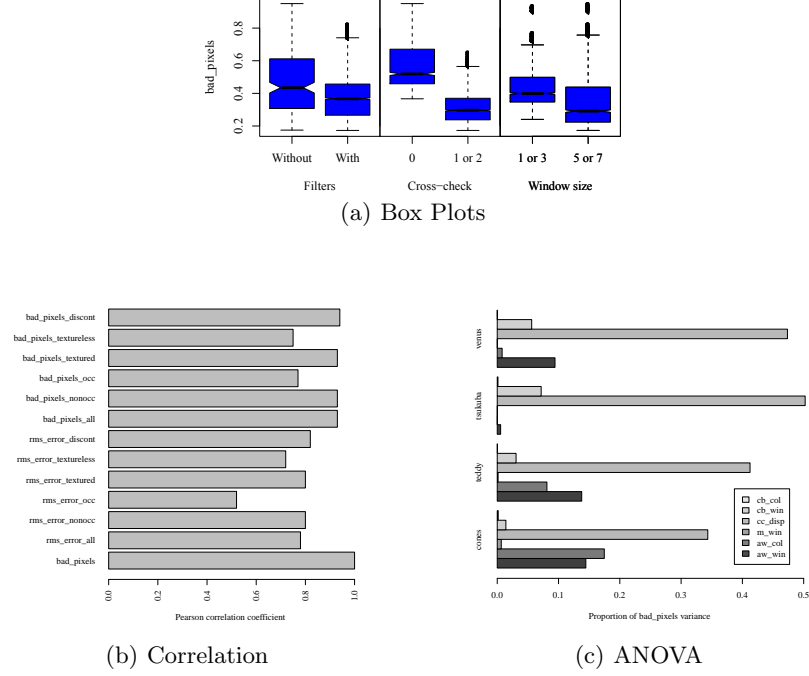 bad_pixels
0.8
0.6
0.4
0.2
Without With 0 1 or 2 1 or 3 5 or 7
Filters Cross−check Window size
(a) Box Plots
bad_pixels_discont
bad_pixels_textureless
bad_pixels_textured
bad_pixels_occ
bad_pixels_nonocc
bad_pixels_all
rms_error_discont
rms_error_textureless
rms_error_textured
rms_error_occ
rms_error_nonocc
rms_error_all
bad_pixels
0.0 0.2 0.4 0.6 0.8 1.0
Pearson correlation coefficient
(b) Correlation
venus
tsukuba
teddy
cones
cb_col
cb_win
cc_disp
m_win
aw_col
aw_win
0.0 0.1 0.2 0.3 0.4 0.5
Proportion of bad_pixels variance
(c) ANOVA